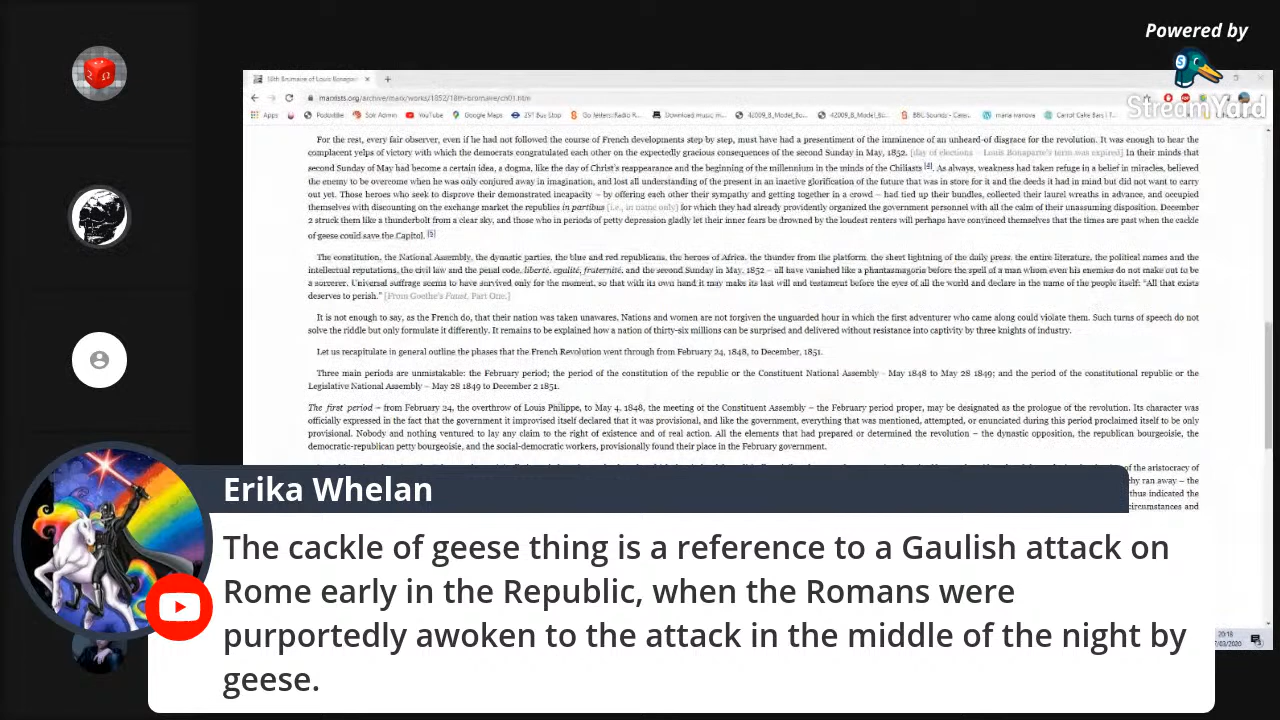 Powered by
StreamYard
18th Brumaire of Louis Bonapar
marxists.org/archive/marx/works/1852/18th-brumaire/ch01.htm
Apps
YouTube
Google Maps
JST Bus Stop
Download music, m...
42009_B_Model_Bo...
42009_B_Model_Bo...
maria ivanova
Carrot Cake Bars |
For the rest, every fair observer, even if he had not followed the course of French developments step by step, must have had a presentiment of the imminence of an unheard-of disgrace for the revolution. It was enough to hear the
complacent yelps of victory with which the democrats congratulated each other on the expectedly gracious consequences of the second Sunday in May, 1852. [day of elections – Louis Bonaparte's term was expired] In their minds that
second Sunday of May had become a certain idea, a dogma, like the day of Christ's reappearance and the beginning of the millennium in the minds of the Chiliasts [4]. As always, weakness had taken refuge in a belief in miracles, believed
the enemy to be overcome when he was only conjured away in imagination, and lost all understanding of the present in an inactive glorification of the future that was in store for it and the deeds it had in mind but did not want to carry
out yet. Those heroes who seek to disprove their demonstrated incapacity – by offering each other their sympathy and getting together in a crowd – had tied up their bundles, collected their laurel wreaths in advance, and occupied
themselves with discounting on the exchange market the republics in partibus [i.e., in name only] for which they had already providently organized the government personnel with all the calm of their unassuming disposition. December
2 struck them like a thunderbolt from a clear sky, and those who in periods of petty depression gladly let their inner fears be drowned by the loudest renters will perhaps have convinced themselves that the times are past when the cackle
of geese could save the Capitol. [5]
The constitution, the National Assembly, the dynastic parties, the blue and red republicans, the heroes of Africa, the thunder from the platform, the sheet lightning of the daily press, the entire literature, the political names and the
intellectual reputations, the civil law and the penal code, liberté, egalité, fraternité, and the second Sunday in May, 1852 – all have vanished like a phantasmagoria before the spell of a man whom even his enemies do not make out to be
a sorcerer. Universal suffrage seems to have survived only for the moment, so that with its own hand it may make its last will and testament before the eyes of all the world and declare in the name of the people itself: "All that exists
deserves to perish." [From Goethe's Faust, Part One.]
It is not enough to say, as the French do, that their nation was taken unawares. Nations and women are not forgiven the unguarded hour in which the first adventurer who came along could violate them. Such turns of speech do not
solve the riddle but only formulate it differently. It remains to be explained how a nation of thirty-six millions can be surprised and delivered without resistance into captivity by three knights of industry.
Let us recapitulate in general outline the phases that the French Revolution went through from February 24, 1848, to December, 1851.
Three main periods are unmistakable: the February period; the period of the constitution of the republic or the Constituent National Assembly – May 1848 to May 28 1849; and the period of the constitutional republic or the
Legislative National Assembly – May 28 1849 to December 2 1851.
The first period – from February 24, the overthrow of Louis Philippe, to May 4, 1848, the meeting of the Constituent Assembly – the February period proper, may be designated as the prologue of the revolution. Its character was
officially expressed in the fact that the government it improvised itself declared that it was provisional, and like the government, everything that was mentioned, attempted, or enunciated during this period proclaimed itself to be only
provisional. Nobody and nothing ventured to lay any claim to the right of existence and of real action. All the elements that had prepared or determined the revolution – the dynastic opposition, the republican bourgeoisie, the
democratic-republican petty bourgeoisie, and the social-democratic workers, provisionally found their place in the February government.
of the aristocracy of
ran away – the
thus indicated the
circumstances and
Erika Whelan
The cackle of geese thing is a reference to a Gaulish attack on
Rome early in the Republic, when the Romans were
purportedly awoken to the attack in the middle of the night by
geese.
20:18